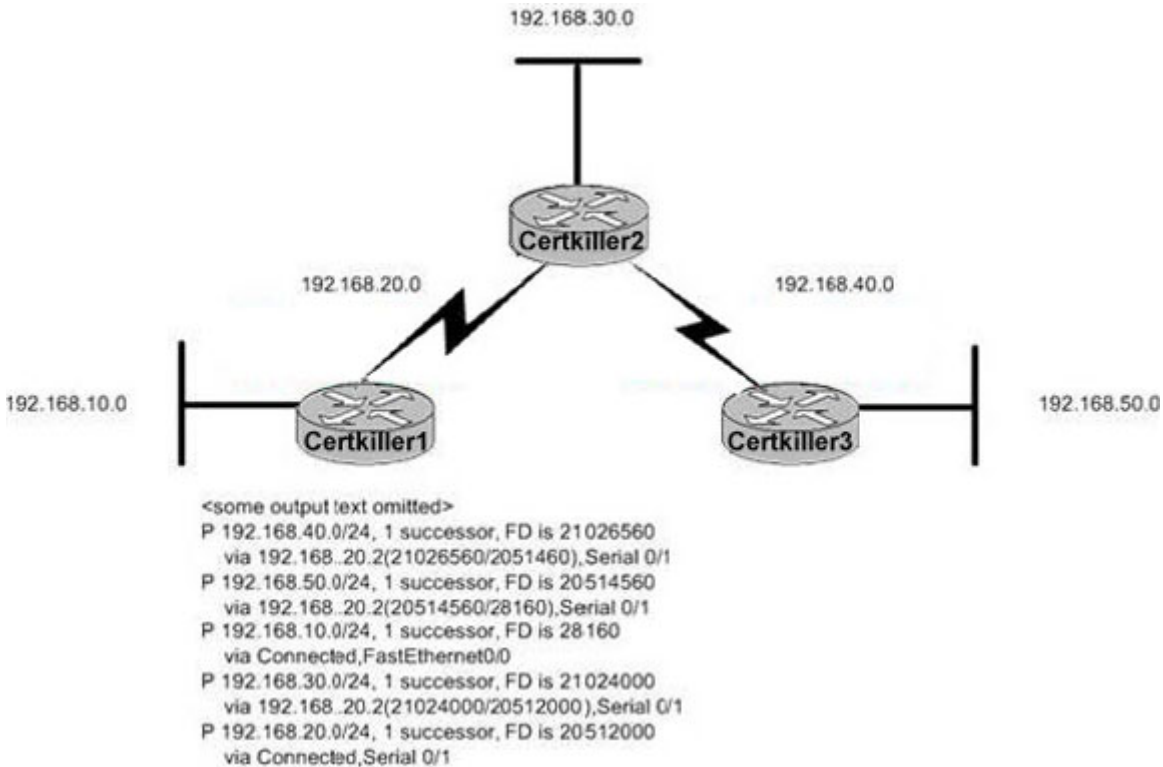 192.168.30.0
Certkiller2
192.168.20.0
192.168.40.0
192.168.10.0
Certkiller1
Certkiller3
192.168.50.0
<some output text omitted>
P 192.168.40.0/24, 1 successor, FD is 21026560
via 192.168..20.2(21026560/2051460),Serial 0/1
P 192.168.50.0/24, 1 successor, FD is 20514560
via 192.168..20.2(20514560/28160),Serial 0/1
P 192.168.10.0/24, 1 successor, FD is 28160
via Connected,FastEthernet0/0
P 192.168.30.0/24, 1 successor, FD is 21024000
via 192.168..20.2(21024000/20512000),Serial 0/1
P 192.168.20.0/24, 1 successor, FD is 20512000
via Connected,Serial 0/1